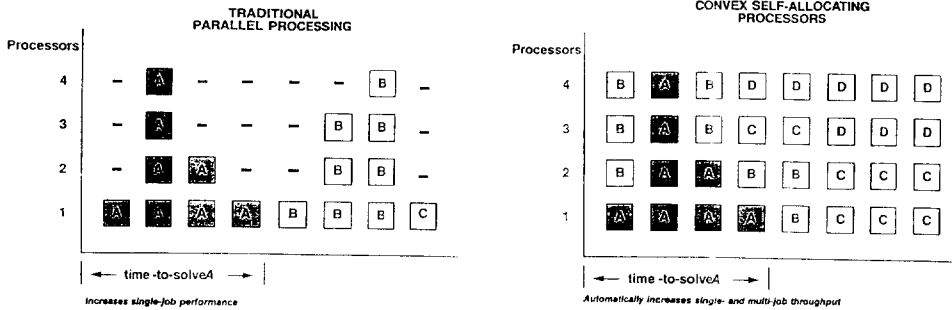 TRADITIONAL
PARALLEL PROCESSING
Processors
4 – A – – – – B –
3 – A – – – B B –
2 – A A – – B B –
1 A A A A B B B C
time -to-solveA
Increases single-job performance
CONVEX SELF-ALLOCATING
PROCESSORS
Processors
4 B A B D D D D D
3 B A B C C D D D
2 B A A B B C C C
1 A A A A B C C C
time -to-solveA
Automatically increases single- and multi-job throughput